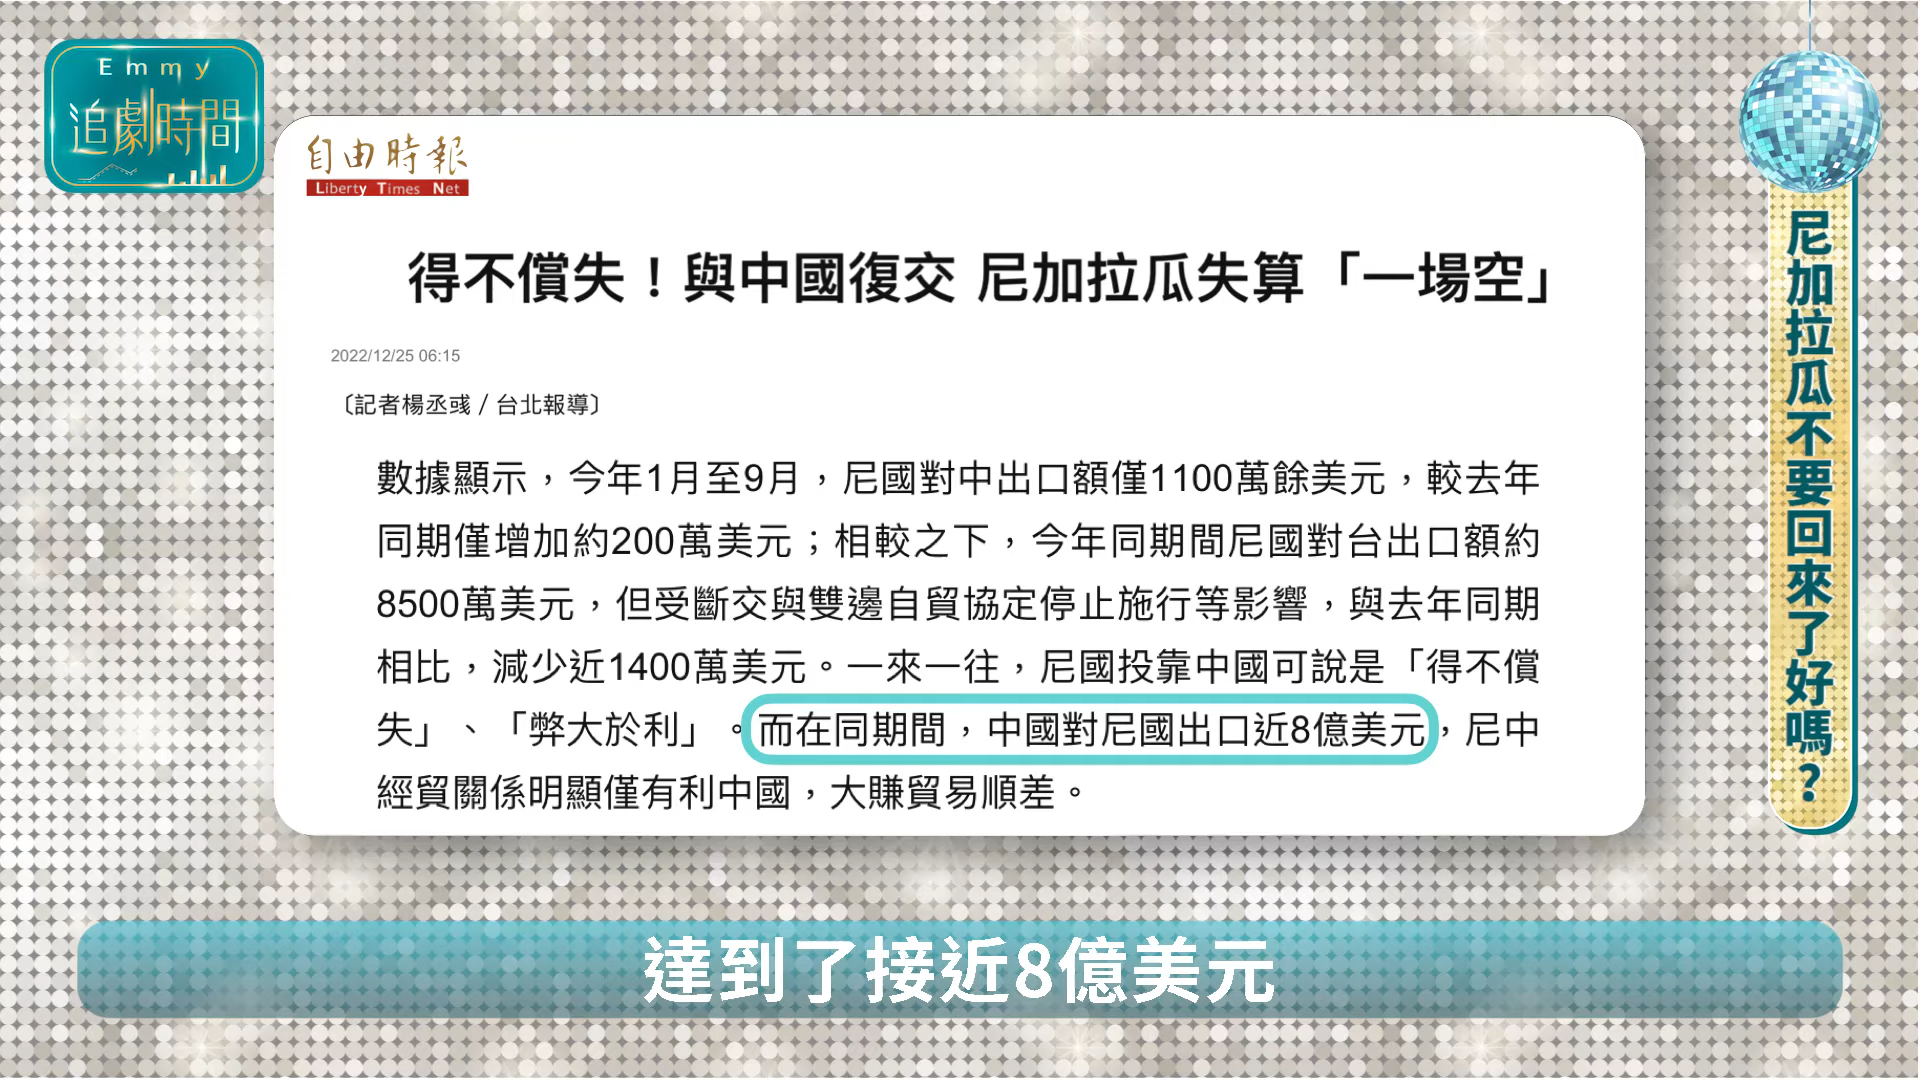 Emmy
追劇時間
自由時報
Liberty Times Net
得不償失！與中國復交 尼加拉瓜失算「一場空」
2022/12/25 06:15
〔記者楊丞彧／台北報導〕
數據顯示，今年1月至9月，尼國對中出口額僅1100萬餘美元，較去年
同期僅增加約200萬美元；相較之下，今年同期間尼國對台出口額約
8500萬美元，但受斷交與雙邊自貿協定停止施行等影響，與去年同期
相比，減少近1400萬美元。一來一往，尼國投靠中國可說是「得不償
失」、「弊大於利」。而在同期間，中國對尼國出口近8億美元，尼中
經貿關係明顯僅有利中國，大賺貿易順差。
尼加拉瓜不要回來了好嗎？
達到了接近8億美元